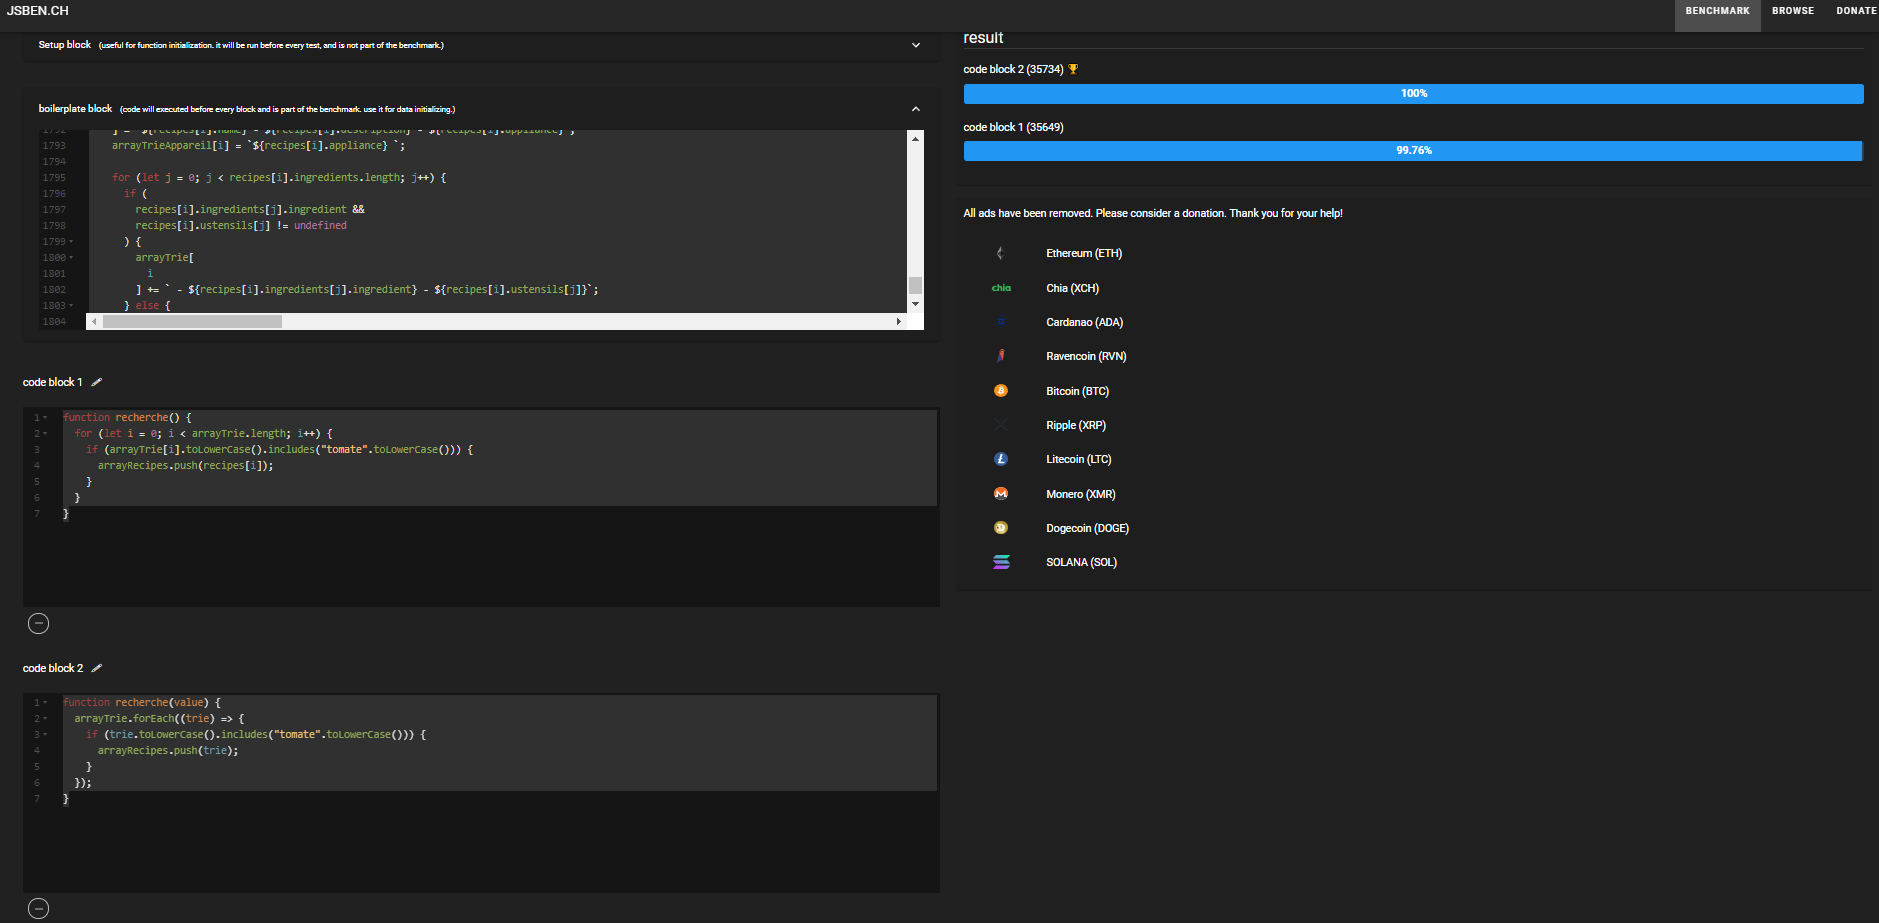 JSBEN.CH
BENCHMARK BROWSE DONATE
Setup block (useful for function initialization. it will be run before every test, and is not part of the benchmark.)
boilerplate block (code will executed before every block and is part of the benchmark. use it for data initializing.)
1792 ] = `${recipes[i].name} - ${recipes[i].description} - ${recipes[i].appliance}`;
1793 arrayTrieAppareil[i] = `${recipes[i].appliance} `;
1794
1795 for (let j = 0; j < recipes[i].ingredients.length; j++) {
1796 if (
1797 recipes[i].ingredients[j].ingredient &&
1798 recipes[i].ustensils[j] != undefined
1799 ) {
1800 arrayTrie[
1801 i
1802 ] += ` - ${recipes[i].ingredients[j].ingredient} - ${recipes[i].ustensils[j]}`;
1803 } else {
1804
code block 1
1 function recherche() {
2 for (let i = 0; i < arrayTrie.length; i++) {
3 if (arrayTrie[i].toLowerCase().includes("tomate".toLowerCase())) {
4 arrayRecipes.push(recipes[i]);
5 }
6 }
7 }
code block 2
1 function recherche(value) {
2 arrayTrie.forEach((trie) => {
3 if (trie.toLowerCase().includes("tomate".toLowerCase())) {
4 arrayRecipes.push(trie);
5 }
6 });
7 }
result
code block 2 (35734)
100%
code block 1 (35649)
99.76%
All ads have been removed. Please consider a donation. Thank you for your help!
Ethereum (ETH)
chia Chia (XCH)
Cardanao (ADA)
Ravencoin (RVN)
Bitcoin (BTC)
Ripple (XRP)
Litecoin (LTC)
Monero (XMR)
Dogecoin (DOGE)
SOLANA (SOL)